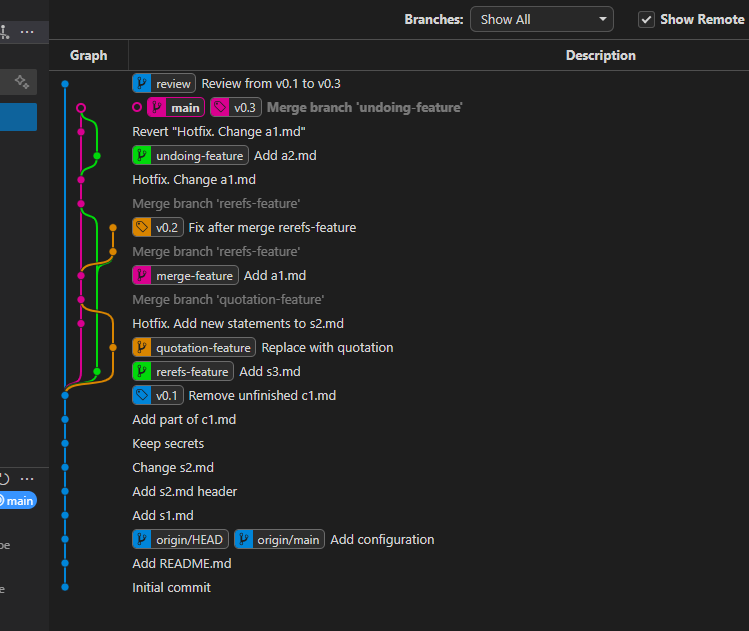 Branches: Show All Show Remote
Graph Description
review Review from v0.1 to v0.3
main v0.3 Merge branch 'undoing-feature'
Revert "Hotfix. Change a1.md"
undoing-feature Add a2.md
Hotfix. Change a1.md
Merge branch 'rerefs-feature'
v0.2 Fix after merge rerefs-feature
Merge branch 'rerefs-feature'
merge-feature Add a1.md
Merge branch 'quotation-feature'
Hotfix. Add new statements to s2.md
quotation-feature Replace with quotation
rerefs-feature Add s3.md
v0.1 Remove unfinished c1.md
Add part of c1.md
Keep secrets
Change s2.md
Add s2.md header
main
Add s1.md
origin/HEAD origin/main Add configuration
Add README.md
Initial commit